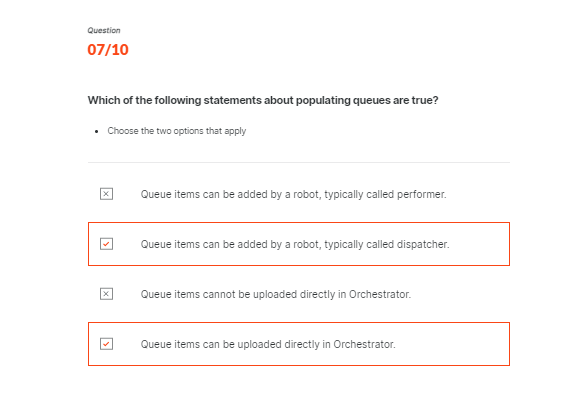 Question
07/10
Which of the following statements about populating queues are true?
• Choose the two options that apply
Queue items can be added by a robot, typically called performer.
Queue items can be added by a robot, typically called dispatcher.
Queue items cannot be uploaded directly in Orchestrator.
Queue items can be uploaded directly in Orchestrator.